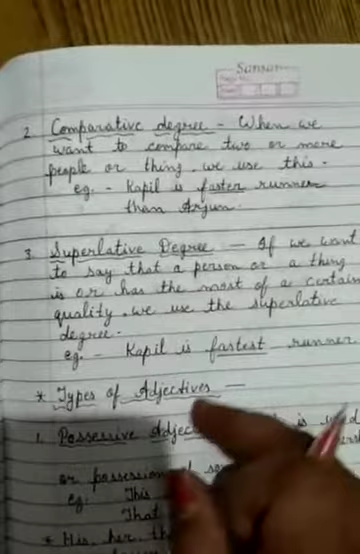 Sansar
2. Comparative degree - When we
want to compare two or more
people or thing. we use this.
eg. - Kapil is faster runner
than Arjun.
3. Superlative Degree - If we want
to say that a person or a thing
is or has the most of a certain
quality. we use the superlative
degree.
eg. - Kapil is fastest runner
* Types of Adjectives -
1. Possessive is used
or possession
eg: This
That
* His, her